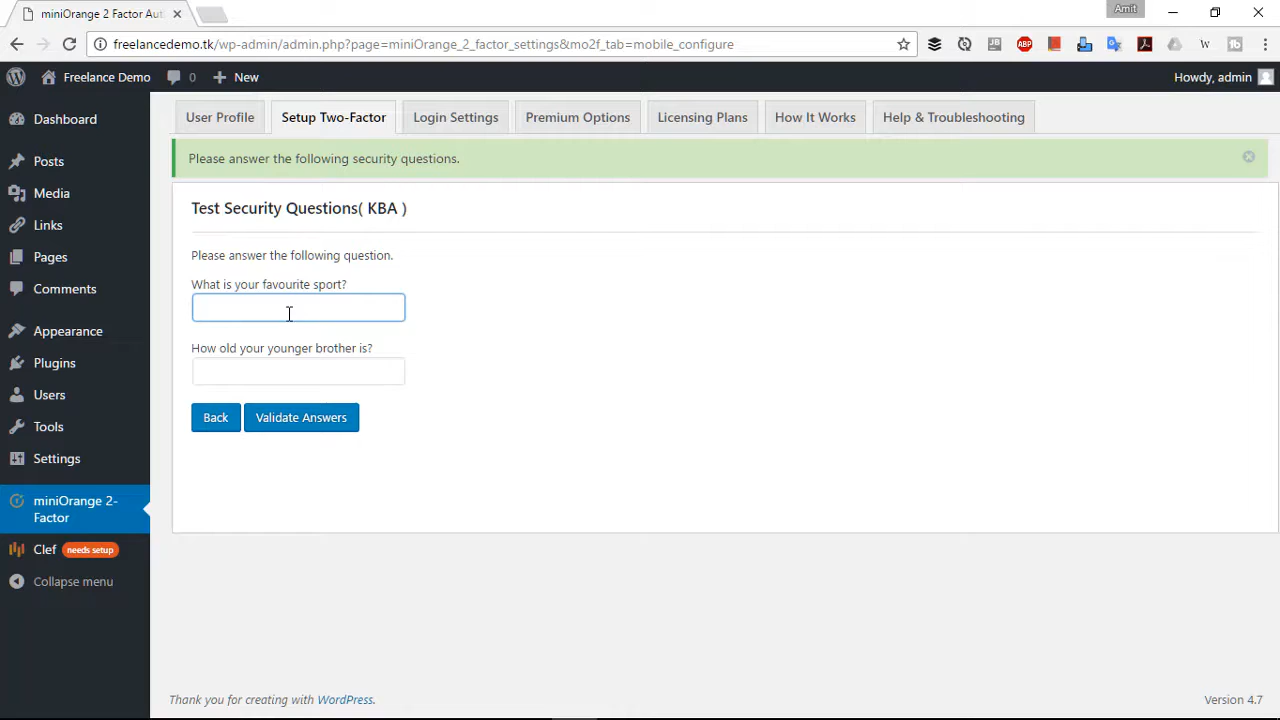 miniOrange 2 Factor Aut
Amit
freelancedemo.tk/wp-admin/admin.php?page=miniOrange_2_factor_settings&mo2f_tab=mobile_configure
JB
ABP
W
Freelance Demo
0
New
Howdy, admin
Dashboard
Posts
Media
Links
Pages
Comments
Appearance
Plugins
Users
Tools
Settings
miniOrange 2-
Factor
Clef needs setup
Collapse menu
User Profile
Setup Two-Factor
Login Settings
Premium Options
Licensing Plans
How It Works
Help & Troubleshooting
Please answer the following security questions.
Test Security Questions( KBA )
Please answer the following question.
What is your favourite sport?
How old your younger brother is?
Back
Validate Answers
Thank you for creating with WordPress.
Version 4.7